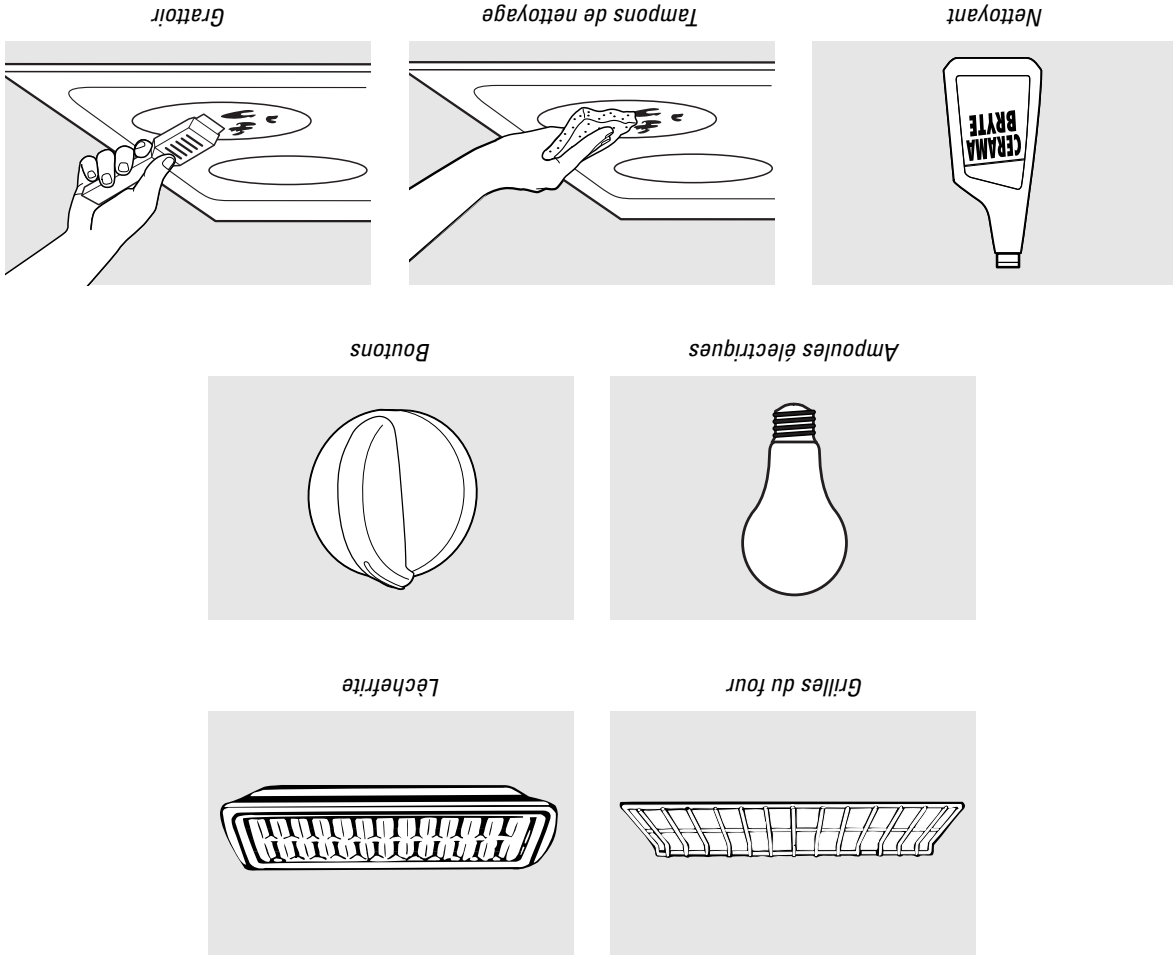 Grilles du four
Lèchefrite
Ampoules électriques
Boutons
CERAMA
BRYTE
Nettoyant
Tampons de nettoyage
Grattoir